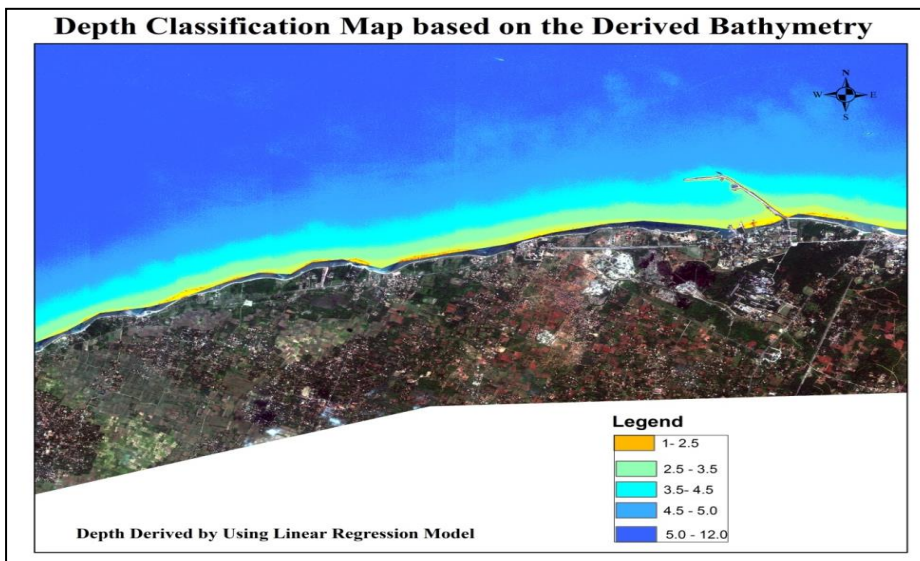 Depth Classification Map based on the Derived Bathymetry
N
W E
S
Legend
1- 2.5
2.5 - 3.5
3.5- 4.5
4.5 - 5.0
5.0 - 12.0
Depth Derived by Using Linear Regression Model